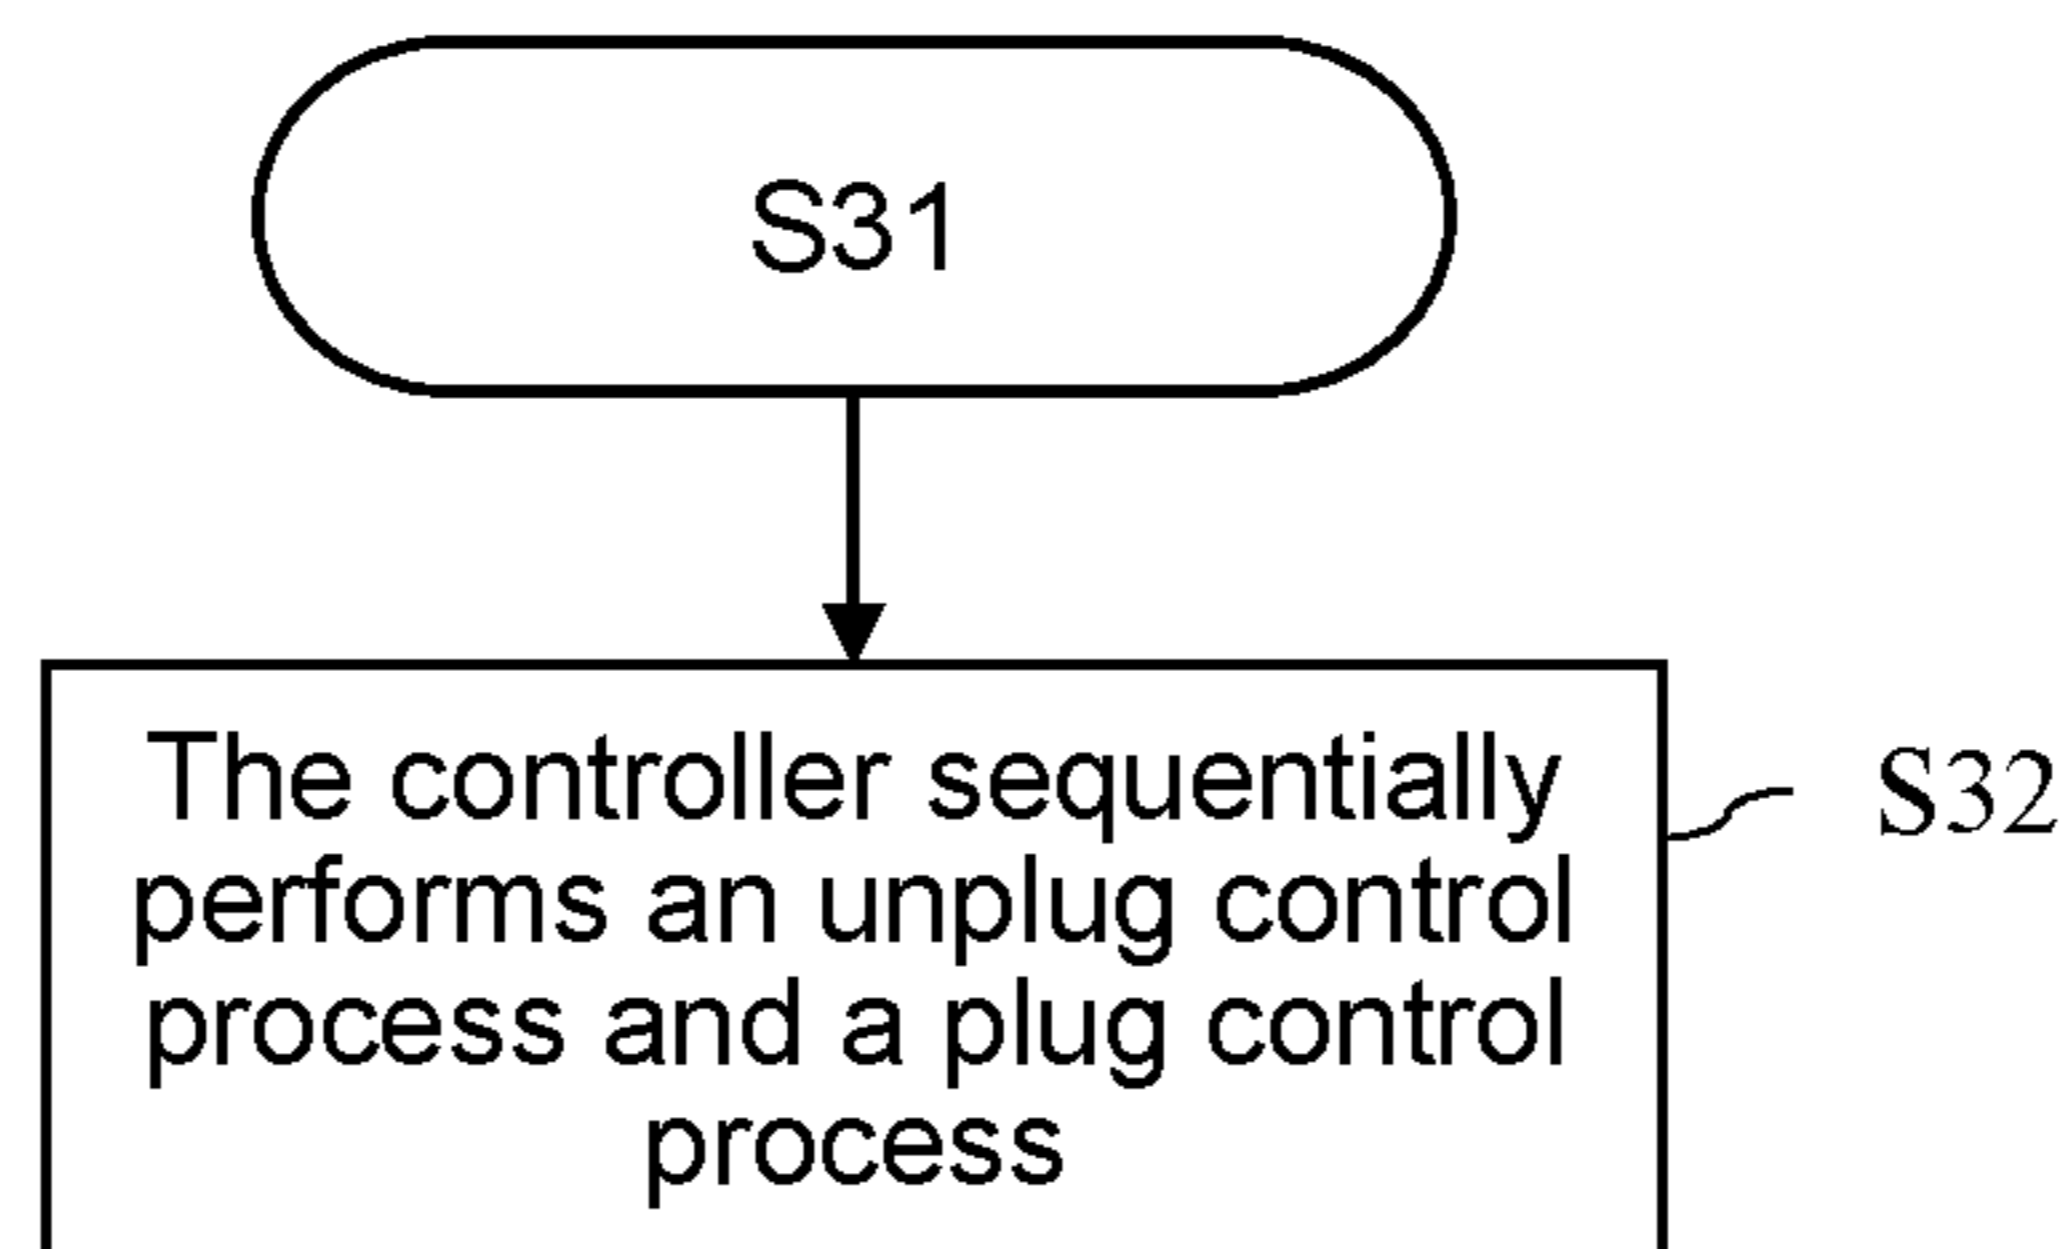 S31
The controller sequentially
performs an unplug control
process and a plug control
process
S32